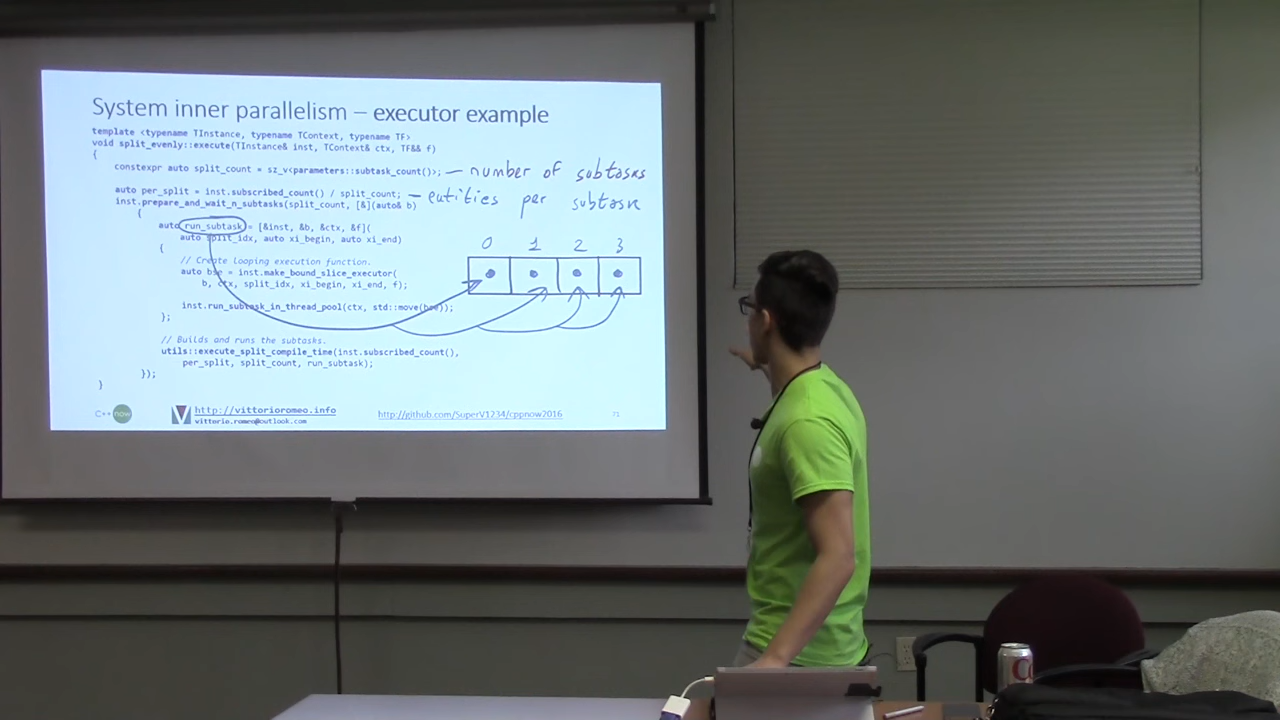 System inner parallelism – executor example
template <typename TInstance, typename TContext, typename TF>
void split_evenly::execute(TInstance& inst, TContext& ctx, TF&& f)
{
constexpr auto split_count = sz_v<parameters::subtask_count()>; — number of subtasks
auto per_split = inst.subscribed_count() / split_count; — entities per subtask
inst.prepare_and_wait_n_subtasks(split_count, [&](auto& b)
{
auto run_subtask = [&inst, &b, &ctx, &f](
auto split_idx, auto xi_begin, auto xi_end)
{
0 1 2 3
// Create looping execution function.
auto bse = inst.make_bound_slice_executor(
b, ctx, split_idx, xi_begin, xi_end, f);
inst.run_subtask_in_thread_pool(ctx, std::move(bse));
};
// Builds and runs the subtasks.
utils::execute_split_compile_time(inst.subscribed_count(),
per_split, split_count, run_subtask);
});
}
C++ now
http://vittorioromeo.info
vittorio.romeo@outlook.com
http://github.com/SuperV1234/cppnow2016
71
C